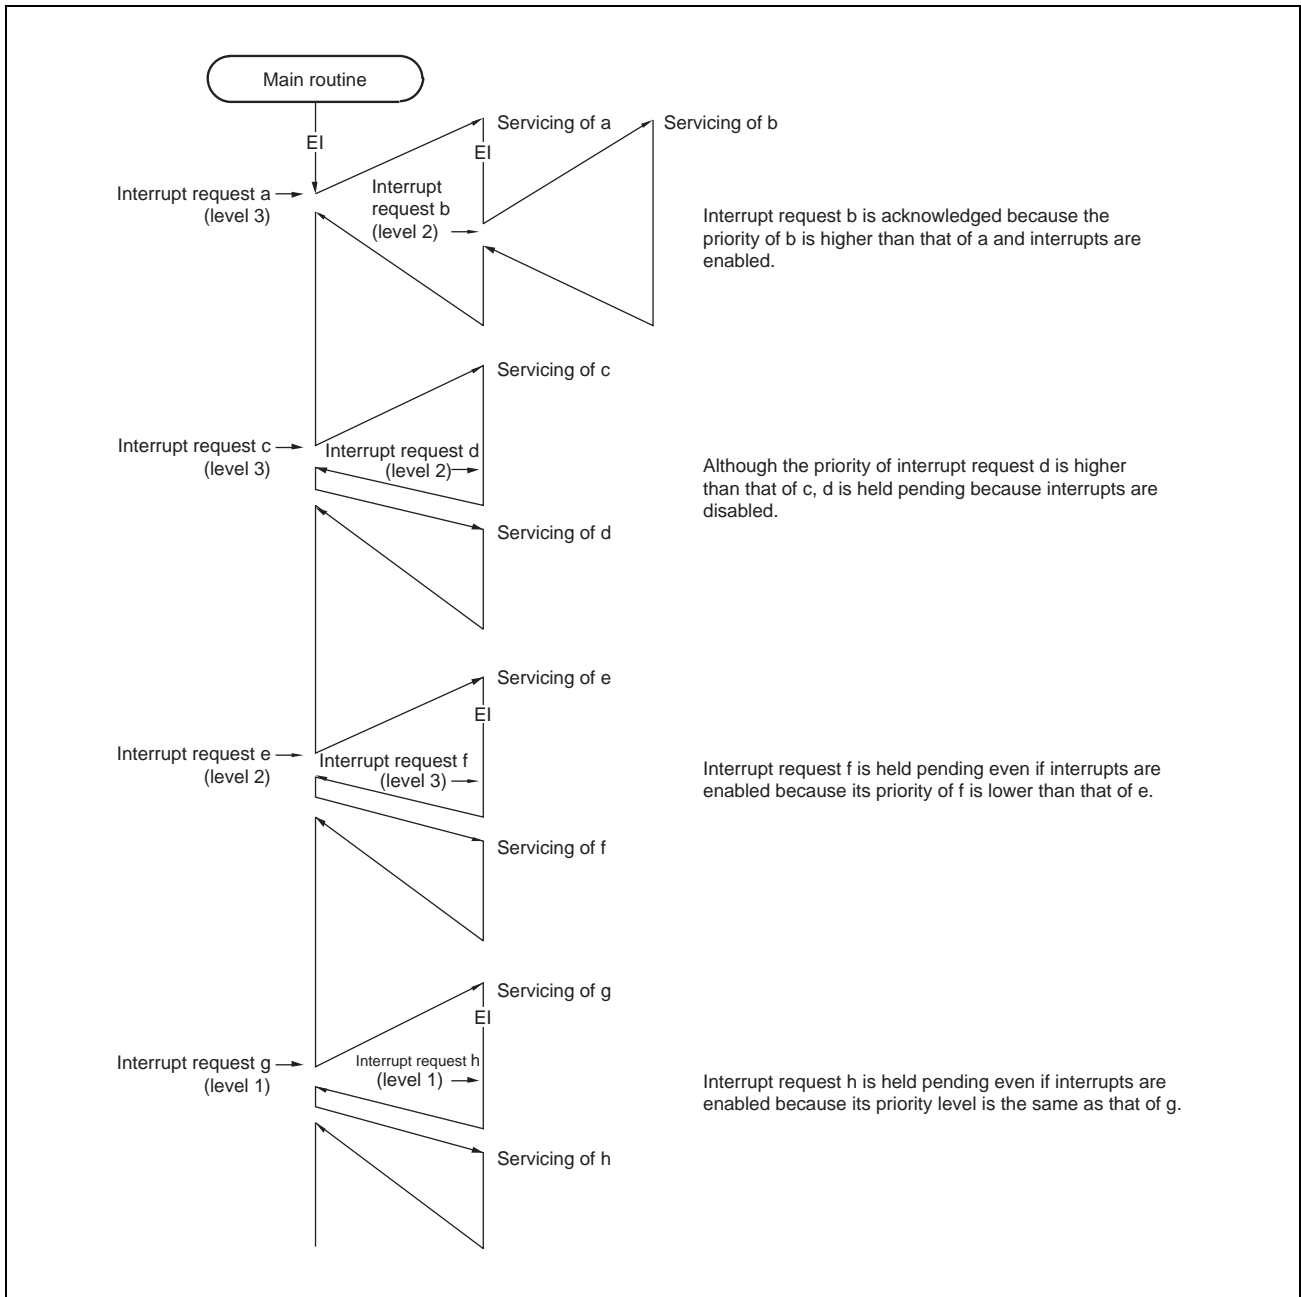 Main routine
EI
Servicing of a
Servicing of b
EI
Interrupt request a
(level 3)
Interrupt
request b
(level 2)
Interrupt request b is acknowledged because the
priority of b is higher than that of a and interrupts are
enabled.
Servicing of c
Interrupt request c
(level 3)
Interrupt request d
(level 2)
Although the priority of interrupt request d is higher
than that of c, d is held pending because interrupts are
disabled.
Servicing of d
Servicing of e
EI
Interrupt request e
(level 2)
Interrupt request f
(level 3)
Interrupt request f is held pending even if interrupts are
enabled because its priority of f is lower than that of e.
Servicing of f
Servicing of g
EI
Interrupt request g
(level 1)
Interrupt request h
(level 1)
Interrupt request h is held pending even if interrupts are
enabled because its priority level is the same as that of g.
Servicing of h